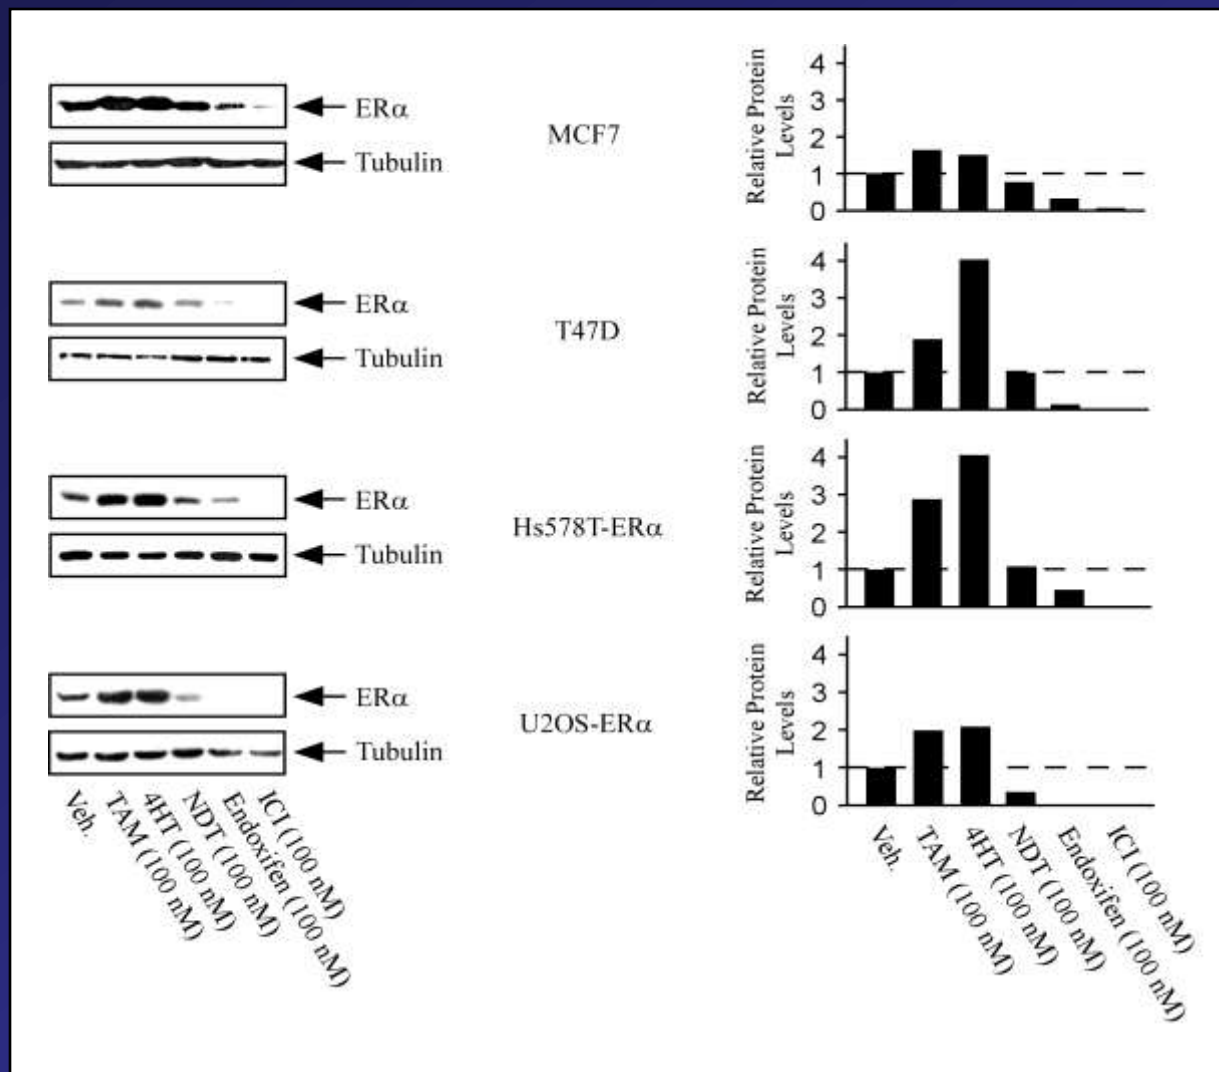 ERα
Tubulin
MCF7
Relative Protein
Levels
4
3
2
1
0
ERα
Tubulin
T47D
Relative Protein
Levels
4
3
2
1
0
ERα
Tubulin
Hs578T-ERα
Relative Protein
Levels
4
3
2
1
0
ERα
Tubulin
U2OS-ERα
Relative Protein
Levels
4
3
2
1
0
Veh.
TAM (100 nM)
4HT (100 nM)
NDT (100 nM)
Endoxifen (100 nM)
ICI (100 nM)
Veh.
TAM (100 nM)
4HT (100 nM)
NDT (100 nM)
Endoxifen (100 nM)
ICI (100 nM)